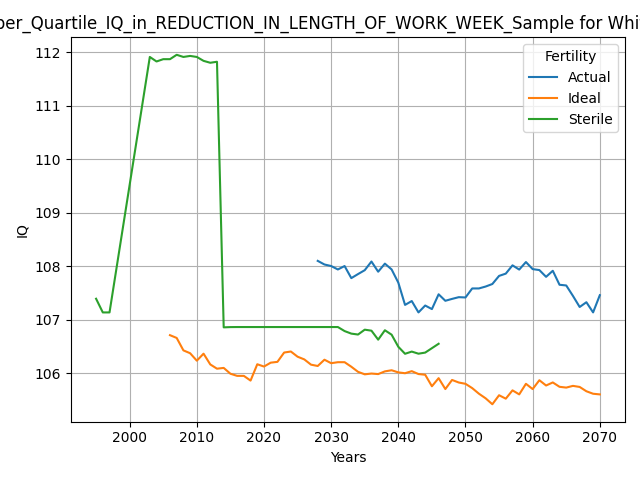 per_Quartile_IQ_in_REDUCTION_IN_LENGTH_OF_WORK_WEEK_Sample for Whi
Fertility
Actual
Ideal
Sterile
IQ
112
111
110
109
108
107
106
2000 2010 2020 2030 2040 2050 2060 2070
Years